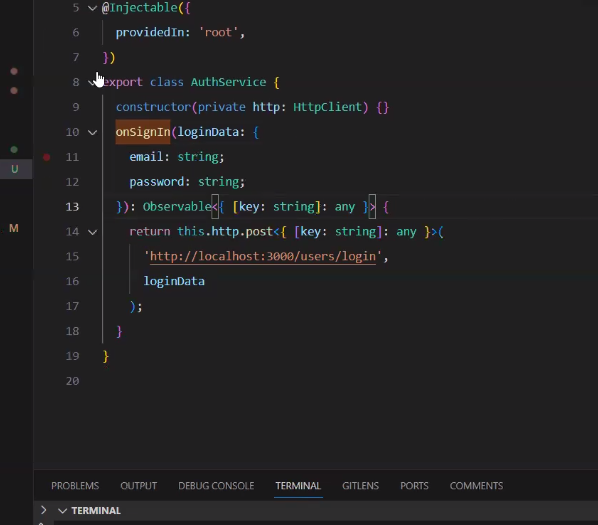 5 @Injectable({
6 providedIn: 'root',
7 })
8 export class AuthService {
9 constructor(private http: HttpClient) {}
10 onSignIn(loginData: {
11 email: string;
12 password: string;
U
13 }): Observable<{ [key: string]: any }> {
M
14 return this.http.post<{ [key: string]: any }>(
15 'http://localhost:3000/users/login',
16 loginData
17 );
18 }
19 }
20
PROBLEMS OUTPUT DEBUG CONSOLE TERMINAL GITLENS PORTS COMMENTS
TERMINAL